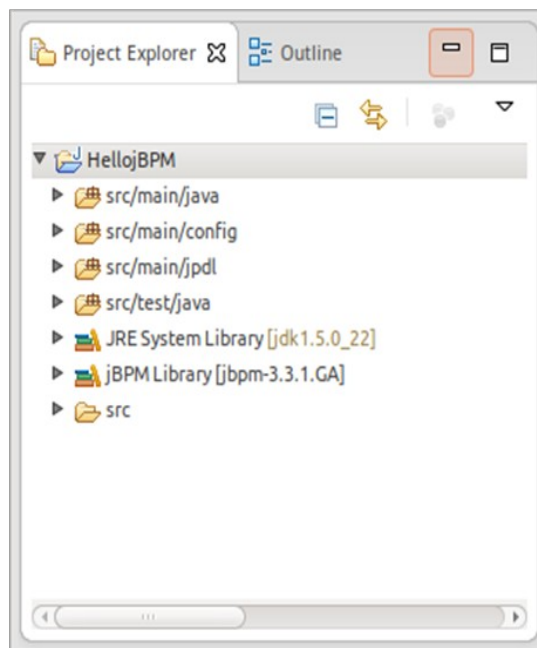 Project Explorer Outline
HellojBPM
src/main/java
src/main/config
src/main/jpdl
src/test/java
JRE System Library [jdk1.5.0_22]
jBPM Library [jbpm-3.3.1.GA]
src